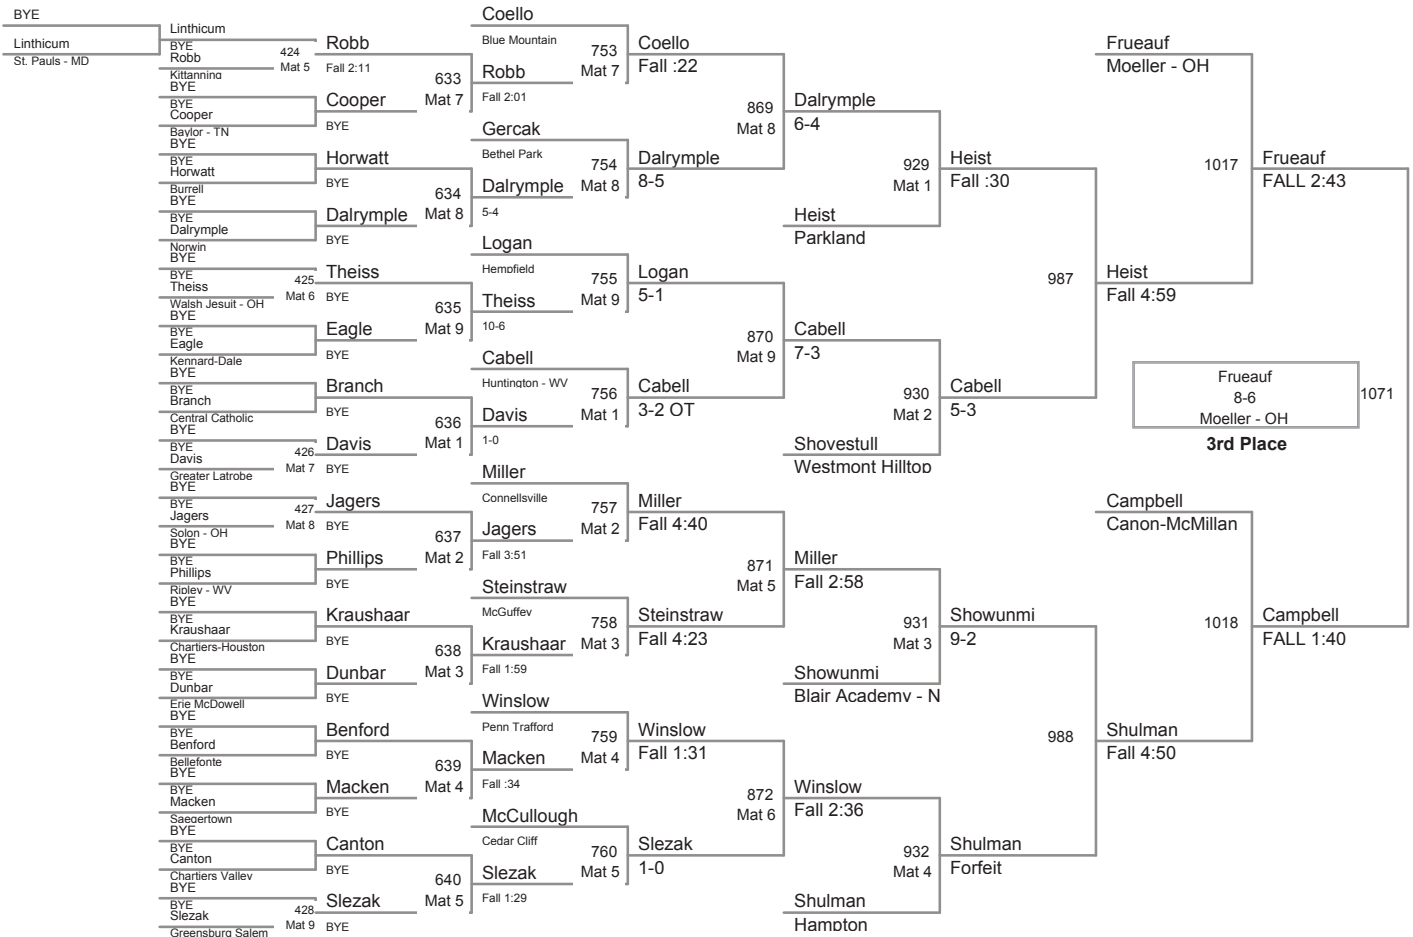 BYE
Linthicum
St. Pauls - MD
Linthicum
BYE
Robb
Kittanning
424
Mat 5
BYE
BYE
Cooper
Baylor - TN
BYE
BYE
Horwatt
Burrell
BYE
BYE
Dalrymple
Norwin
BYE
BYE
Theiss
Walsh Jesuit - OH
425
Mat 6
BYE
BYE
Eagle
Kennard-Dale
BYE
BYE
Branch
Central Catholic
BYE
BYE
Davis
Greater Latrobe
426
Mat 7
BYE
BYE
Jagers
Solon - OH
427
Mat 8
BYE
BYE
Phillips
Ripley - WV
BYE
BYE
Kraushaar
Chartiers-Houston
BYE
BYE
Dunbar
Erie McDowell
BYE
BYE
Benford
Bellefonte
BYE
BYE
Macken
Saegertown
BYE
BYE
Canton
Chartiers Valley
BYE
BYE
Slezak
Greensburg Salem
428
Mat 9
Robb
Fall 2:11
633
Mat 7
Cooper
BYE
Horwatt
BYE
634
Mat 8
Dalrymple
BYE
Theiss
BYE
635
Mat 9
Eagle
BYE
Branch
BYE
636
Mat 1
Davis
BYE
Jagers
BYE
637
Mat 2
Phillips
BYE
Kraushaar
BYE
638
Mat 3
Dunbar
BYE
Benford
BYE
639
Mat 4
Macken
BYE
Canton
BYE
640
Mat 5
Slezak
BYE
Coello
Blue Mountain
753
Mat 7
Robb
Fall 2:01
Gercak
Bethel Park
754
Mat 8
Dalrymple
5-4
Logan
Hempfield
755
Mat 9
Theiss
10-6
Cabell
Huntington - WV
756
Mat 1
Davis
1-0
Miller
Connellsville
757
Mat 2
Jagers
Fall 3:51
Steinstraw
McGuffey
758
Mat 3
Kraushaar
Fall 1:59
Winslow
Penn Trafford
759
Mat 4
Macken
Fall :34
McCullough
Cedar Cliff
760
Mat 5
Slezak
Fall 1:29
Coello
Fall :22
869
Mat 8
Dalrymple
8-5
Logan
5-1
870
Mat 9
Cabell
3-2 OT
Miller
Fall 4:40
871
Mat 5
Steinstraw
Fall 4:23
Winslow
Fall 1:31
872
Mat 6
Slezak
1-0
Dalrymple
6-4
929
Mat 1
Heist
Parkland
Cabell
7-3
930
Mat 2
Shovestull
Westmont Hilltop
Miller
Fall 2:58
931
Mat 3
Showunmi
Blair Academy - N
Winslow
Fall 2:36
932
Mat 4
Shulman
Hampton
Heist
Fall :30
987
Cabell
5-3
Showunmi
9-2
988
Shulman
Forfeit
Frueauf
Moeller - OH
1017
Heist
Fall 4:59
Campbell
Canon-McMillan
1018
Shulman
Fall 4:50
Frueauf
FALL 2:43
Campbell
FALL 1:40
Frueauf
8-6
Moeller - OH
1071
3rd Place